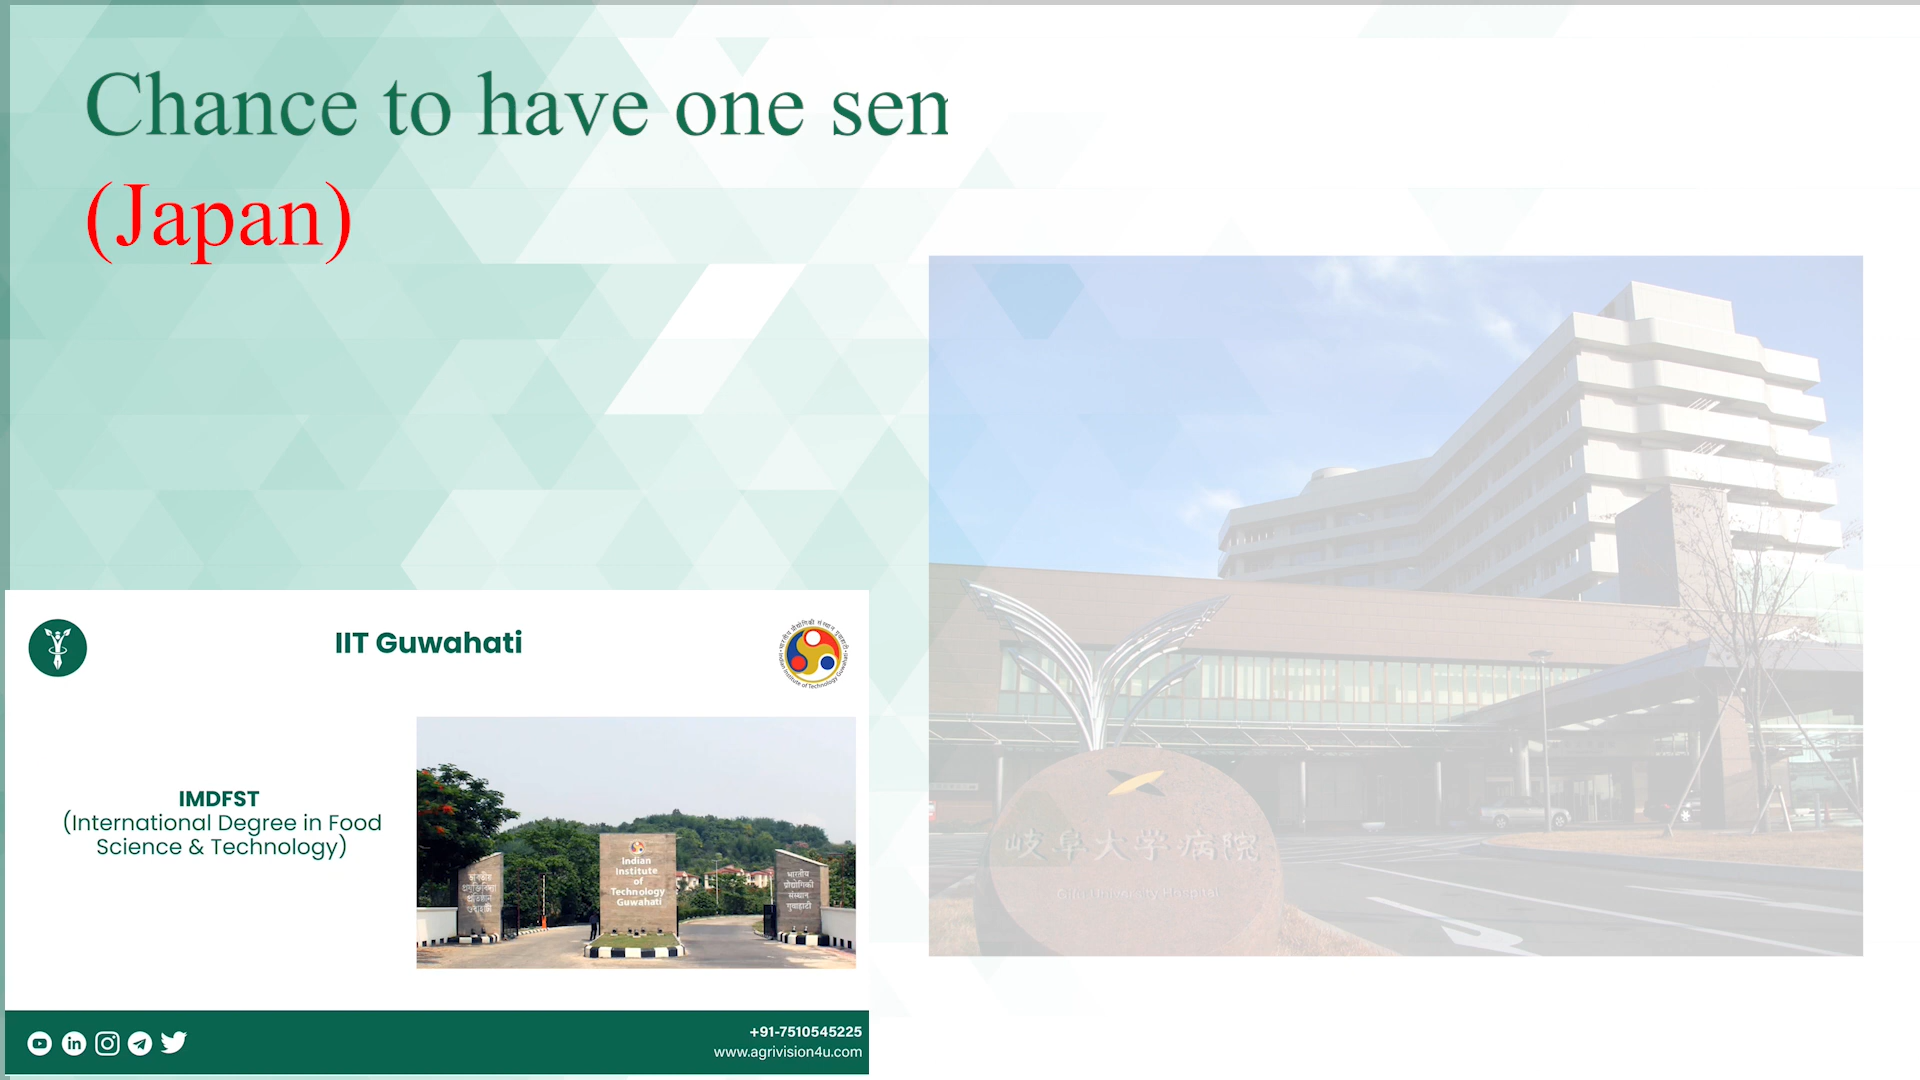 Chance to have one sen
(Japan)
IIT Guwahati
IMDFST
(International Degree in Food
Science & Technology)
Indian
Institute
of
Technology
Guwahati
भारतीय
प्रौद्योगिकी
संस्थान
गुवाहाटी
岐阜大学病院
Gifu University Hospital
+91-7510545225
www.agrivision4u.com